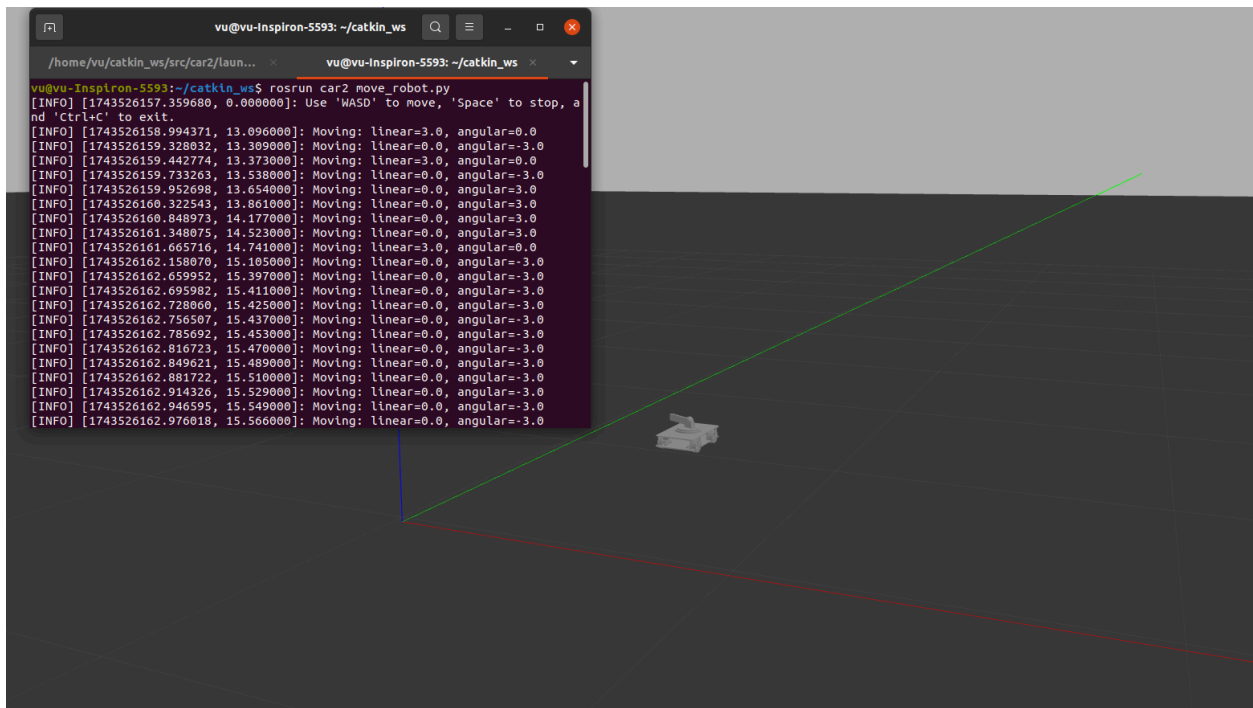 vu@vu-Inspiron-5593: ~/catkin_ws
/home/vu/catkin_ws/src/car2/laun...
vu@vu-Inspiron-5593: ~/catkin_ws
vu@vu-Inspiron-5593:~/catkin_ws$ rosrun car2 move_robot.py
[INFO] [1743526157.359680, 0.000000]: Use 'WASD' to move, 'Space' to stop, a
nd 'Ctrl+C' to exit.
[INFO] [1743526158.994371, 13.096000]: Moving: linear=3.0, angular=0.0
[INFO] [1743526159.328032, 13.309000]: Moving: linear=0.0, angular=-3.0
[INFO] [1743526159.442774, 13.373000]: Moving: linear=3.0, angular=0.0
[INFO] [1743526159.733263, 13.538000]: Moving: linear=0.0, angular=-3.0
[INFO] [1743526159.952698, 13.654000]: Moving: linear=0.0, angular=3.0
[INFO] [1743526160.322543, 13.861000]: Moving: linear=0.0, angular=3.0
[INFO] [1743526160.848973, 14.177000]: Moving: linear=0.0, angular=3.0
[INFO] [1743526161.348075, 14.523000]: Moving: linear=0.0, angular=3.0
[INFO] [1743526161.665716, 14.741000]: Moving: linear=3.0, angular=0.0
[INFO] [1743526162.158070, 15.105000]: Moving: linear=0.0, angular=-3.0
[INFO] [1743526162.659952, 15.397000]: Moving: linear=0.0, angular=-3.0
[INFO] [1743526162.695982, 15.411000]: Moving: linear=0.0, angular=-3.0
[INFO] [1743526162.728060, 15.425000]: Moving: linear=0.0, angular=-3.0
[INFO] [1743526162.756507, 15.437000]: Moving: linear=0.0, angular=-3.0
[INFO] [1743526162.785692, 15.453000]: Moving: linear=0.0, angular=-3.0
[INFO] [1743526162.816723, 15.470000]: Moving: linear=0.0, angular=-3.0
[INFO] [1743526162.849621, 15.489000]: Moving: linear=0.0, angular=-3.0
[INFO] [1743526162.881722, 15.510000]: Moving: linear=0.0, angular=-3.0
[INFO] [1743526162.914326, 15.529000]: Moving: linear=0.0, angular=-3.0
[INFO] [1743526162.946595, 15.549000]: Moving: linear=0.0, angular=-3.0
[INFO] [1743526162.976018, 15.566000]: Moving: linear=0.0, angular=-3.0